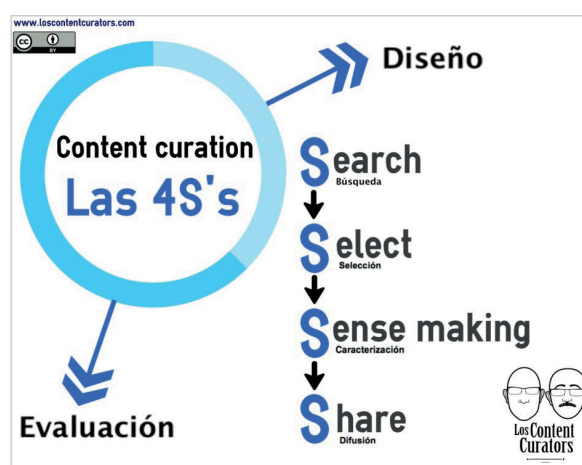 www.loscontentcurators.com
cc
BY
Diseño
Content curation
Las 4S's
Search
Búsqueda
Select
Selección
Sense making
Caracterización
Share
Difusión
Evaluación
Los Content
Curators